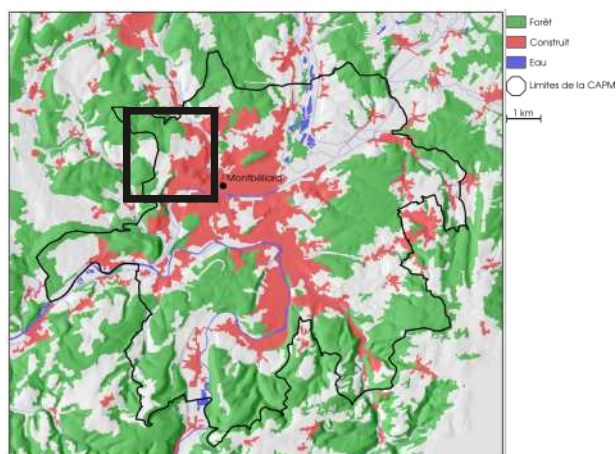 Forêt
Construit
Eau
Limites de la CAPM
1 km
Montbéliard